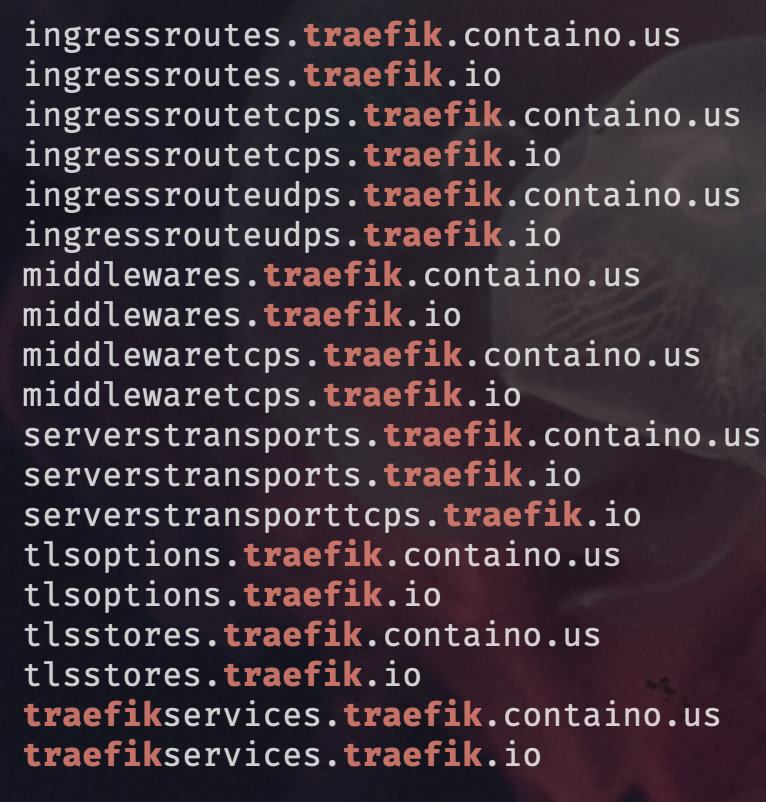 ingressroutes.traefik.containo.us
ingressroutes.traefik.io
ingressroutetcps.traefik.containo.us
ingressroutetcps.traefik.io
ingressrouteudps.traefik.containo.us
ingressrouteudps.traefik.io
middlewares.traefik.containo.us
middlewares.traefik.io
middlewaretcps.traefik.containo.us
middlewaretcps.traefik.io
serverstransports.traefik.containo.us
serverstransports.traefik.io
serverstransporttcps.traefik.io
tlsoptions.traefik.containo.us
tlsoptions.traefik.io
tlsstores.traefik.containo.us
tlsstores.traefik.io
traefikservices.traefik.containo.us
traefikservices.traefik.io